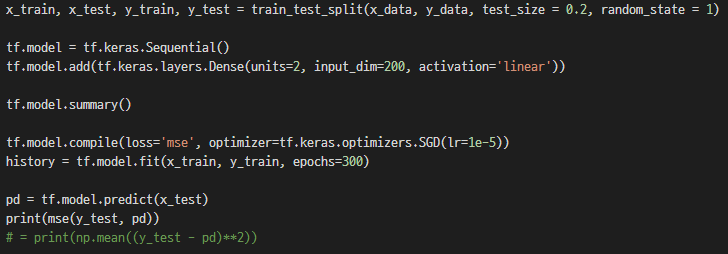 x_train, x_test, y_train, y_test = train_test_split(x_data, y_data, test_size = 0.2, random_state = 1)
tf.model = tf.keras.Sequential()
tf.model.add(tf.keras.layers.Dense(units=2, input_dim=200, activation='linear'))
tf.model.summary()
tf.model.compile(loss='mse', optimizer=tf.keras.optimizers.SGD(lr=1e-5))
history = tf.model.fit(x_train, y_train, epochs=300)
pd = tf.model.predict(x_test)
print(mse(y_test, pd))
# = print(np.mean((y_test - pd)**2))